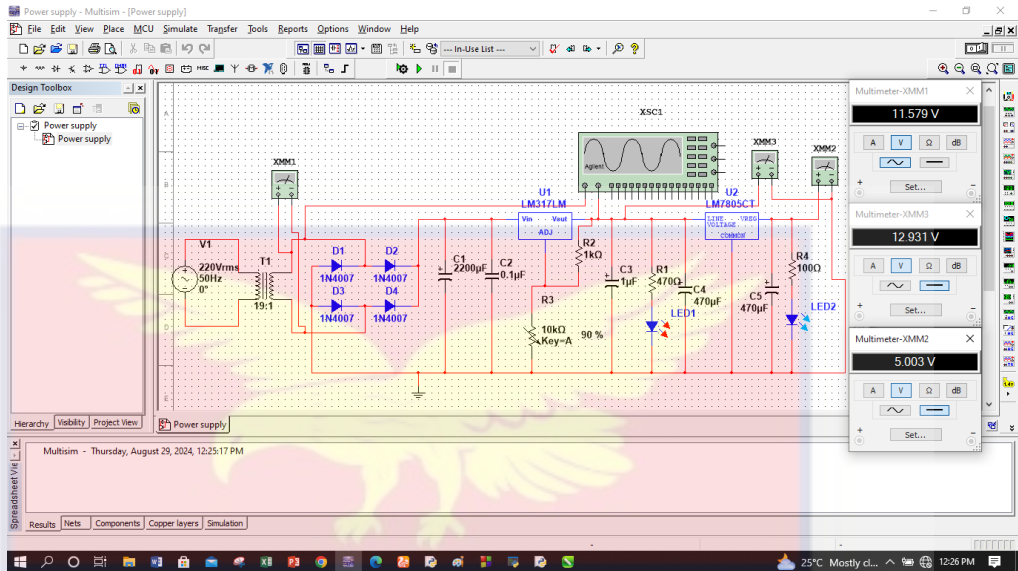 Power supply - Multisim - [Power supply]
File Edit View Place MCU Simulate Transfer Tools Reports Options Window Help
--- In-Use List ---
MISC
Design Toolbox
Power supply
Power supply
Hierarchy Visibility Project View
A
B
C
D
E
XSC1
Agilent
XMM1
XMM3
XMM2
U1
LM317LM
Vin Vout
ADJ
U2
LM7805CT
LINE VREG
VOLTAGE
COMMON
V1
220Vrms
50Hz
0°
T1
19:1
D1
1N4007
D2
1N4007
D3
1N4007
D4
1N4007
C1
2200µF
C2
0.1µF
R2
1kΩ
R3
10kΩ
Key=A
90 %
C3
1µF
R1
470Ω
LED1
C4
470µF
C5
470µF
R4
100Ω
LED2
Power supply
Multimeter-XMM1
11.579 V
A V Ω dB
Set...
Multimeter-XMM3
12.931 V
A V Ω dB
Set...
Multimeter-XMM2
5.003 V
A V Ω dB
Set...
Spreadsheet Vie
Multisim - Thursday, August 29, 2024, 12:25:17 PM
Results Nets Components Copper layers Simulation
25°C Mostly cl... 12:26 PM